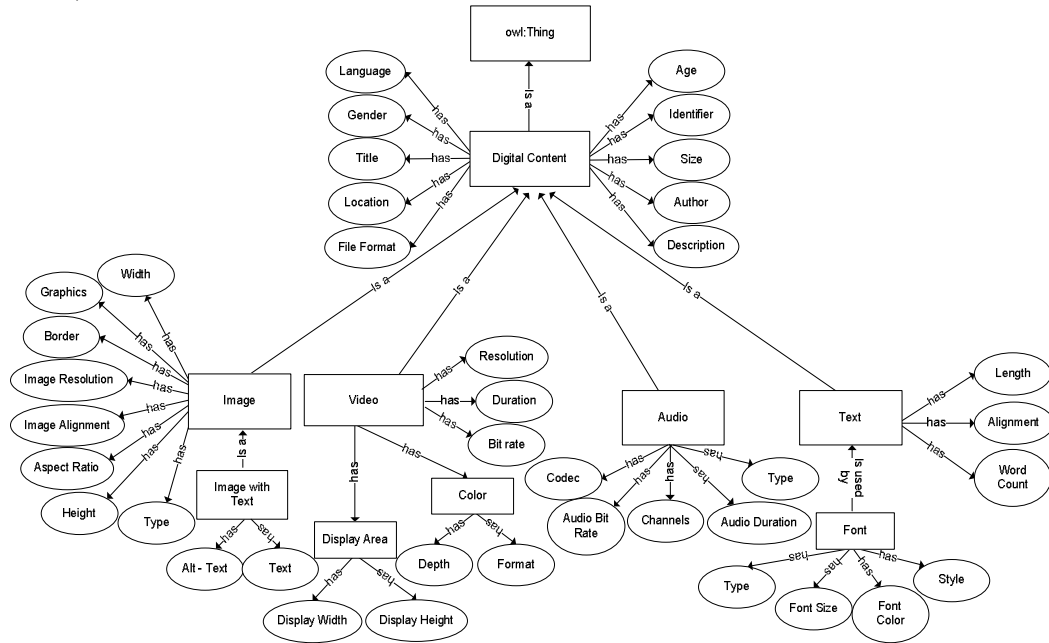 owl:Thing
Is a
Language
Gender
Title
Location
File Format
has
has
has
has
has
Digital Content
has
has
has
has
has
Age
Identifier
Size
Author
Description
Is a
Is a
Is a
Is a
Width
Graphics
Border
Image Resolution
Image Alignment
Aspect Ratio
Height
Type
has
has
has
has
has
has
has
has
Image
Is a
Image with
Text
has
has
Alt - Text
Text
Video
has
has
has
Resolution
Duration
Bit rate
has
has
Display Area
has
has
Display Width
Display Height
Color
has
has
Depth
Format
Audio
has
has
has
has
has
Codec
Audio Bit
Rate
Channels
Audio Duration
Type
Text
has
has
has
Length
Alignment
Word
Count
Is used
by
Font
has
has
has
has
Type
Font Size
Font
Color
Style